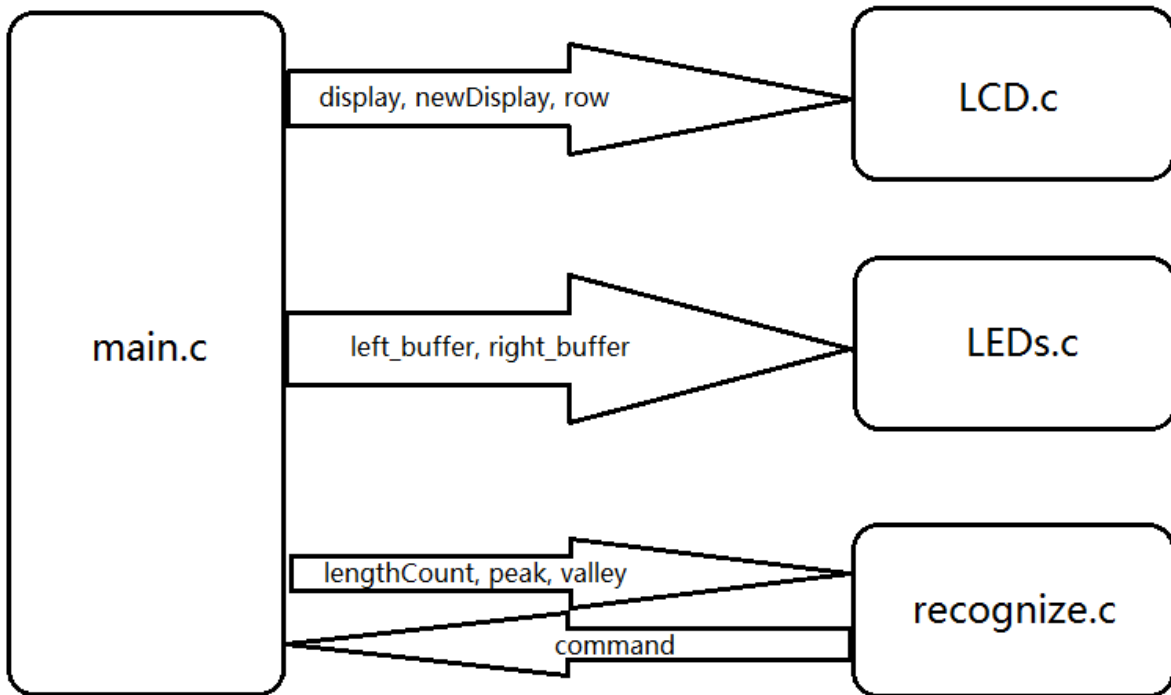 display, newDisplay, row
LCD.c
main.c
left_buffer, right_buffer
LEDs.c
lengthCount, peak, valley
recognize.c
command